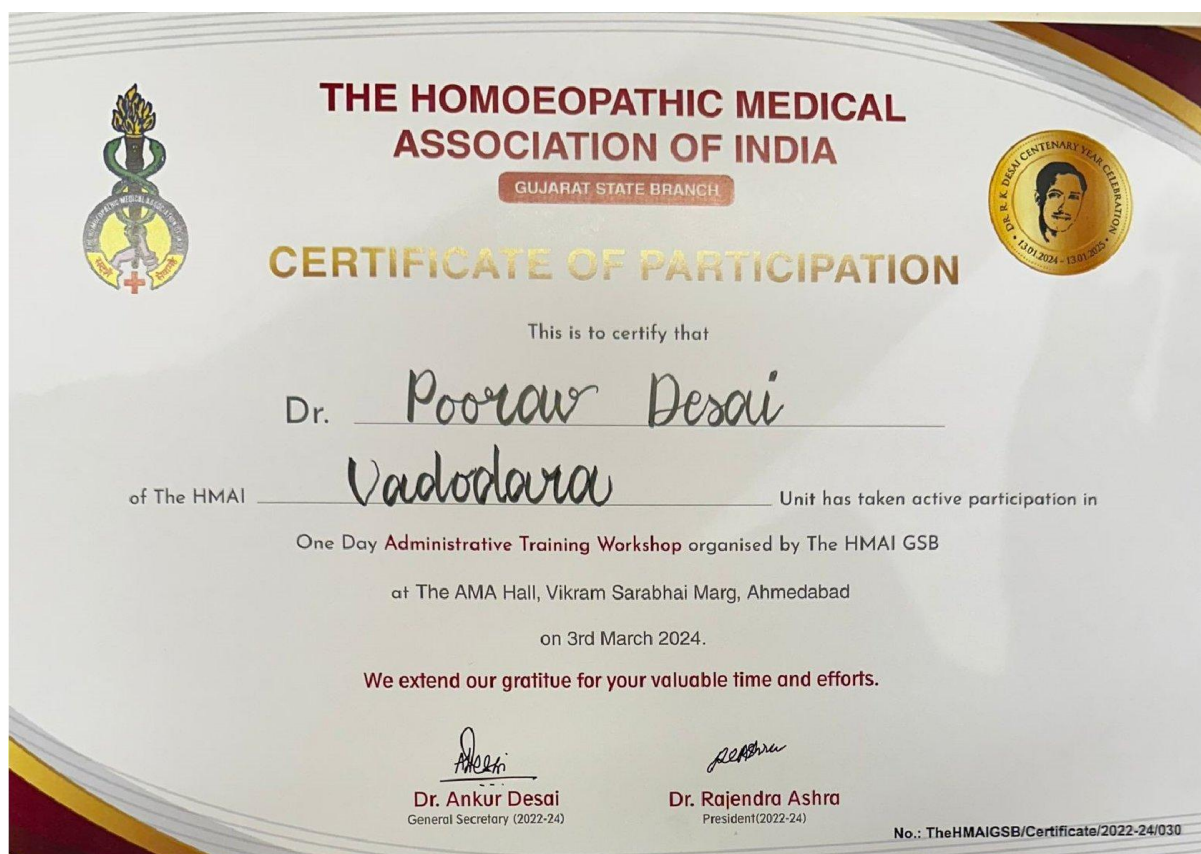 THE HOMOEOPATHIC MEDICAL
ASSOCIATION OF INDIA
GUJARAT STATE BRANCH
DR. R. K. DESAI CENTENARY YEAR CELEBRATION
13.01.2024 - 13.01.2025
CERTIFICATE OF PARTICIPATION
This is to certify that
Dr. Poorav Desai
of The HMAI Vadodara Unit has taken active participation in
One Day Administrative Training Workshop organised by The HMAI GSB
at The AMA Hall, Vikram Sarabhai Marg, Ahmedabad
on 3rd March 2024.
We extend our gratitue for your valuable time and efforts.
Dr. Ankur Desai
General Secretary (2022-24)
Dr. Rajendra Ashra
President(2022-24)
No.: TheHMAIGSB/Certificate/2022-24/030